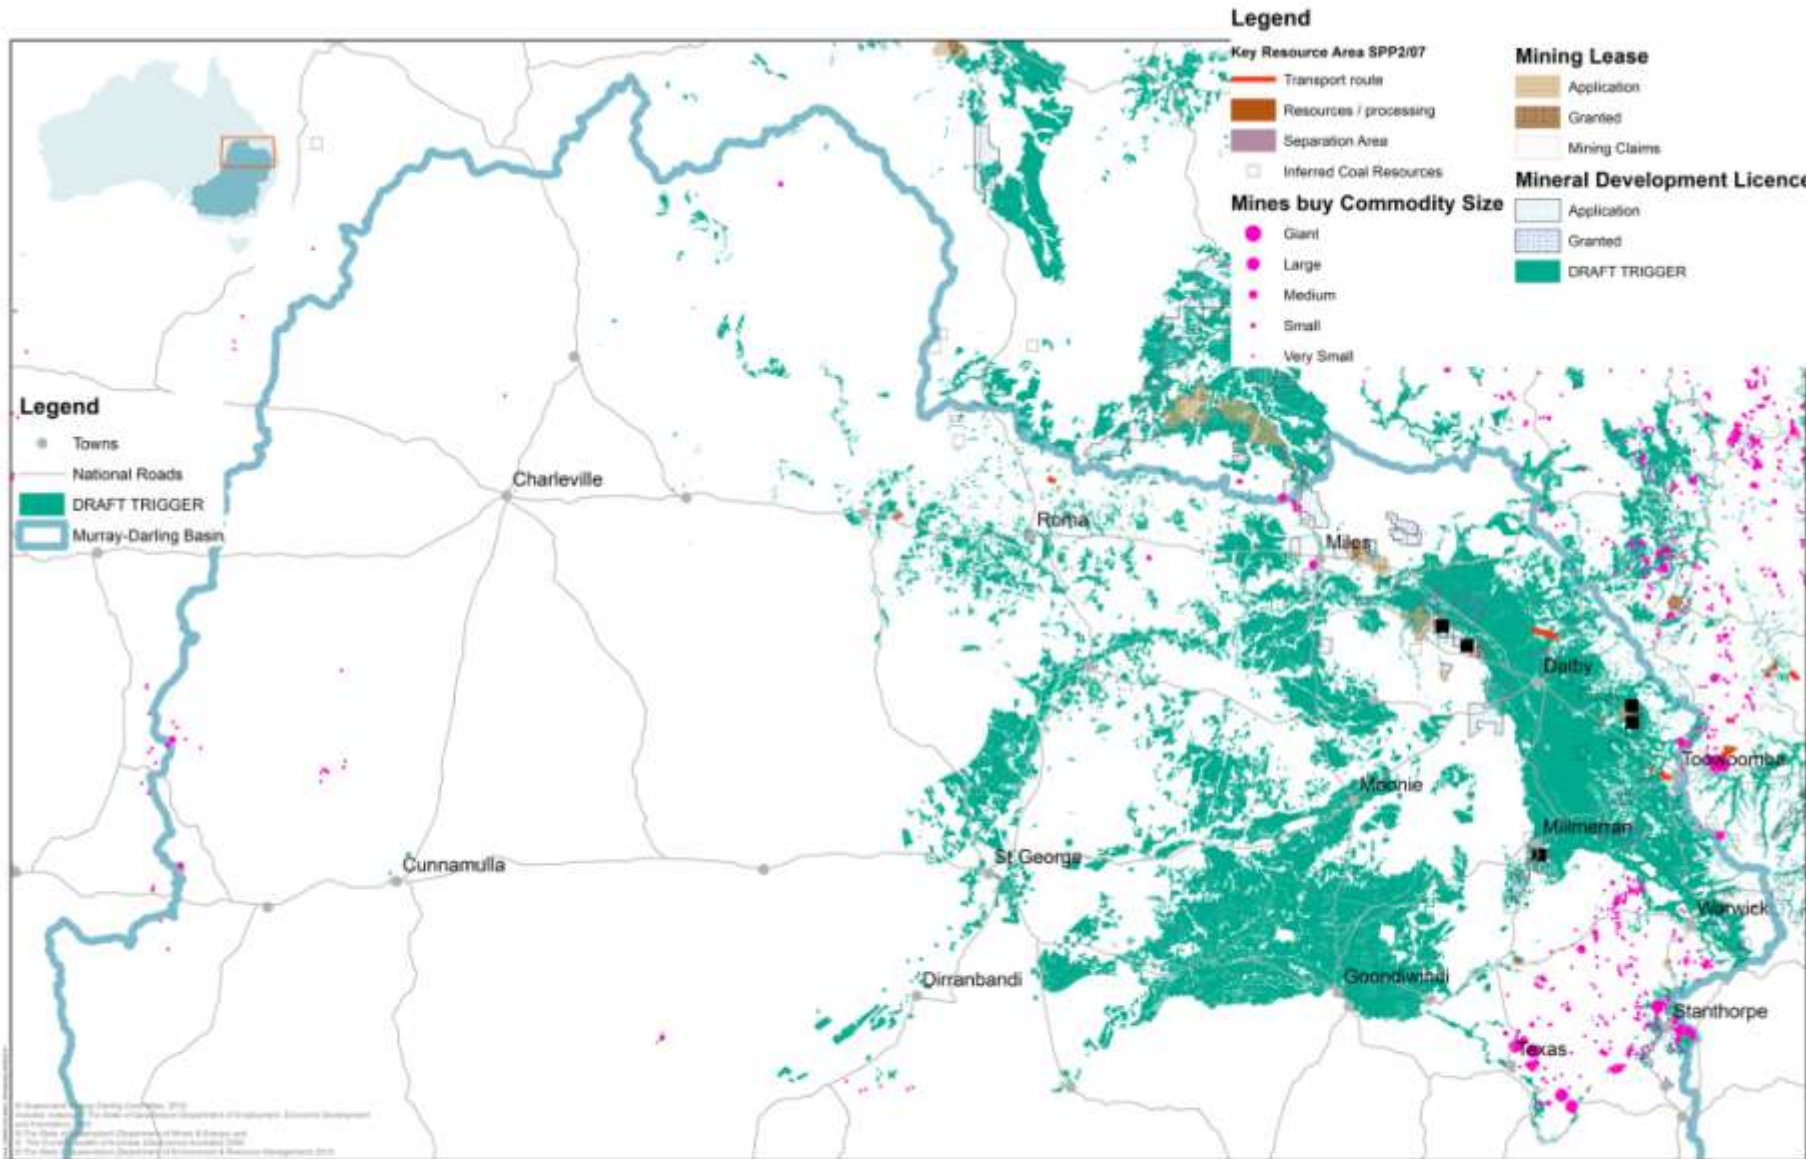 Legend
Key Resource Area SPP2/07
Transport route
Resources / processing
Separation Area
Inferred Coal Resources
Mines buy Commodity Size
Giant
Large
Medium
Small
Very Small
Mining Lease
Application
Granted
Mining Claims
Mineral Development Licence
Application
Granted
DRAFT TRIGGER
Legend
Towns
National Roads
DRAFT TRIGGER
Murray-Darling Basin
Charleville
Roma
Miles
Dalby
Toowoomba
Moonie
Millmerran
St George
Cunnamulla
Warwick
Dirranbandi
Goondiwindi
Stanthorpe
Texas